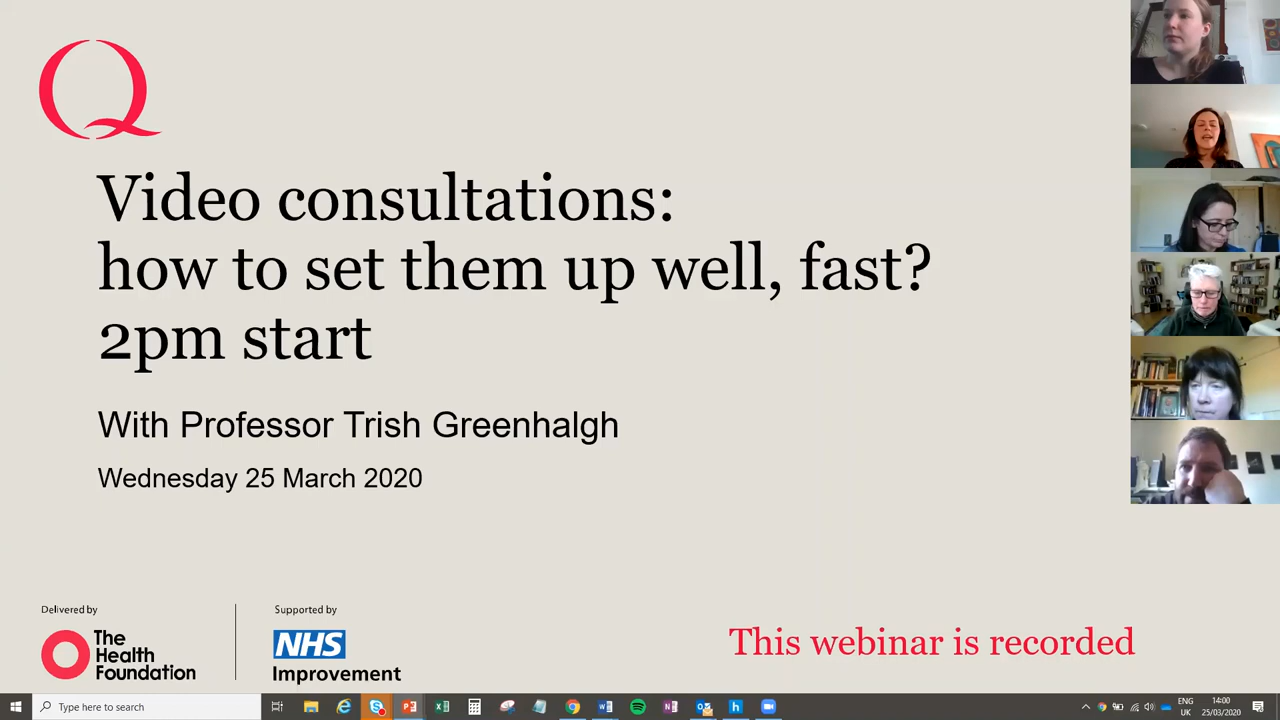 Q
Video consultations:
how to set them up well, fast?
2pm start
With Professor Trish Greenhalgh
Wednesday 25 March 2020
Delivered by
The
Health
Foundation
Supported by
NHS
Improvement
This webinar is recorded
Type here to search
ENG
UK
14:00
25/03/2020